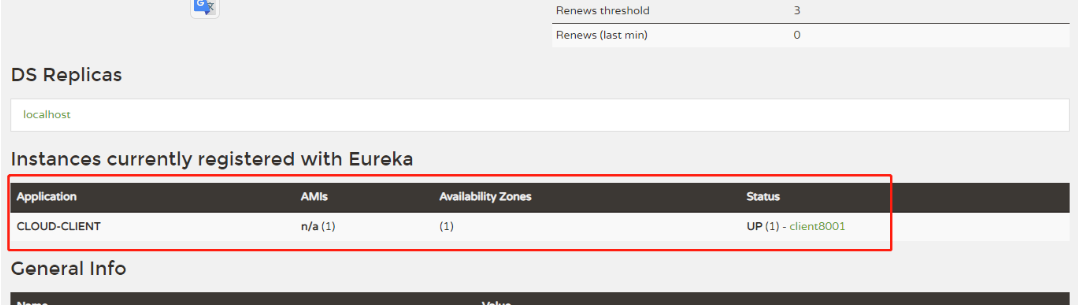 Renews threshold 3
Renews (last min) 0
DS Replicas
localhost
Instances currently registered with Eureka
Application AMIs Availability Zones Status
CLOUD-CLIENT n/a (1) (1) UP (1) - client8001
General Info
Name Value